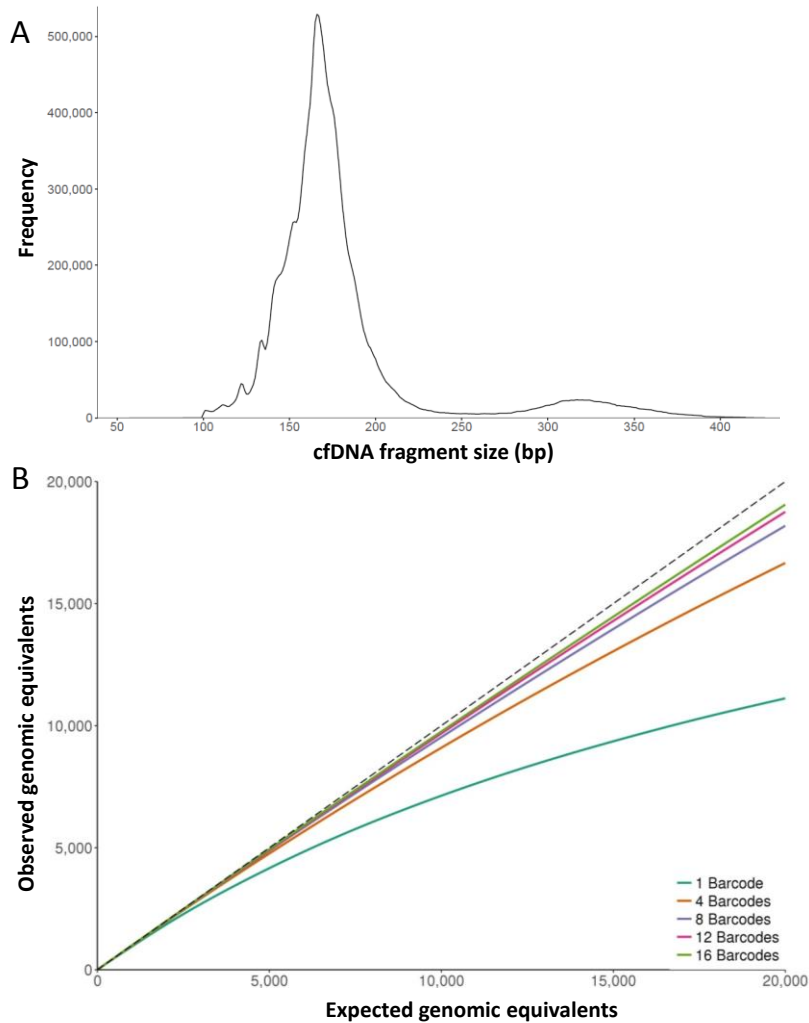 A
500,000
400,000
300,000
200,000
100,000
0
Frequency
50 100 150 200 250 300 350 400
cfDNA fragment size (bp)
B
20,000
15,000
10,000
5,000
0
Observed genomic equivalents
1 Barcode
4 Barcodes
8 Barcodes
12 Barcodes
16 Barcodes
0 5,000 10,000 15,000 20,000
Expected genomic equivalents